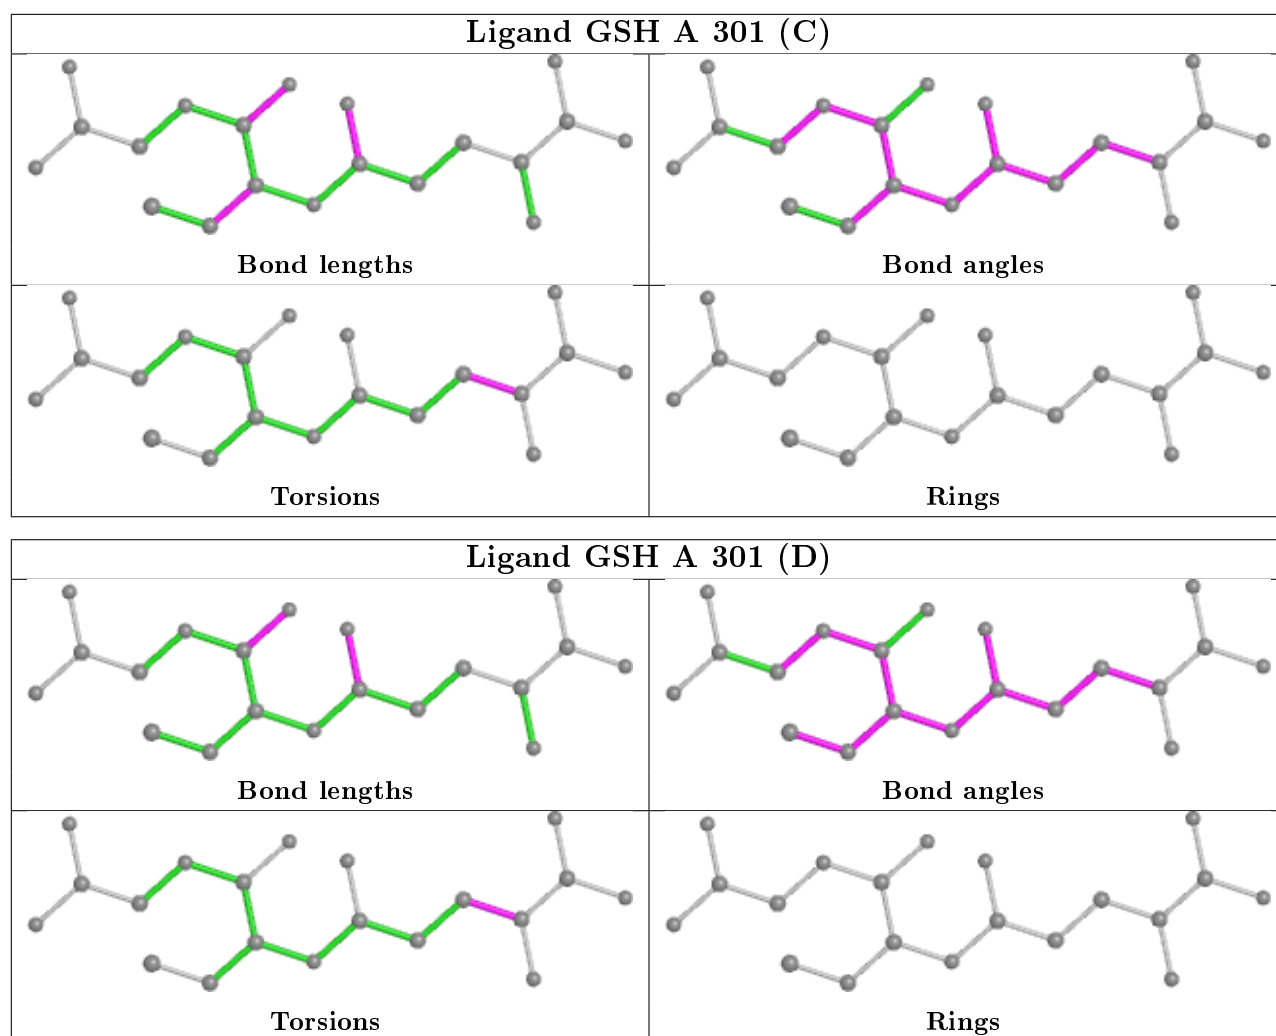 Ligand GSH A 301 (C)
Bond lengths
Bond angles
Torsions
Rings
Ligand GSH A 301 (D)
Bond lengths
Bond angles
Torsions
Rings